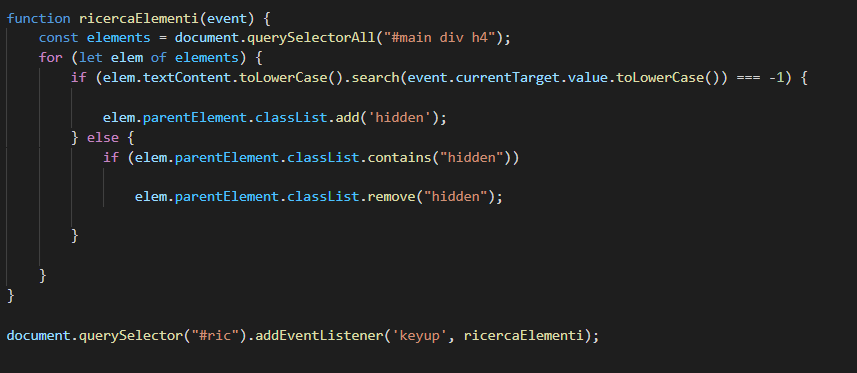 function ricercaElementi(event) {
    const elements = document.querySelectorAll("#main div h4");
    for (let elem of elements) {
        if (elem.textContent.toLowerCase().search(event.currentTarget.value.toLowerCase()) === -1) {
            elem.parentElement.classList.add('hidden');
        } else {
            if (elem.parentElement.classList.contains("hidden"))
                elem.parentElement.classList.remove("hidden");
        }
    }
}
document.querySelector("#ric").addEventListener('keyup', ricercaElementi);